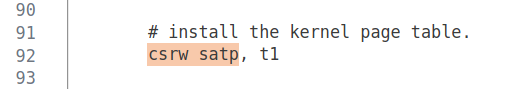 90
91 # install the kernel page table.
92 csrw satp, t1
93